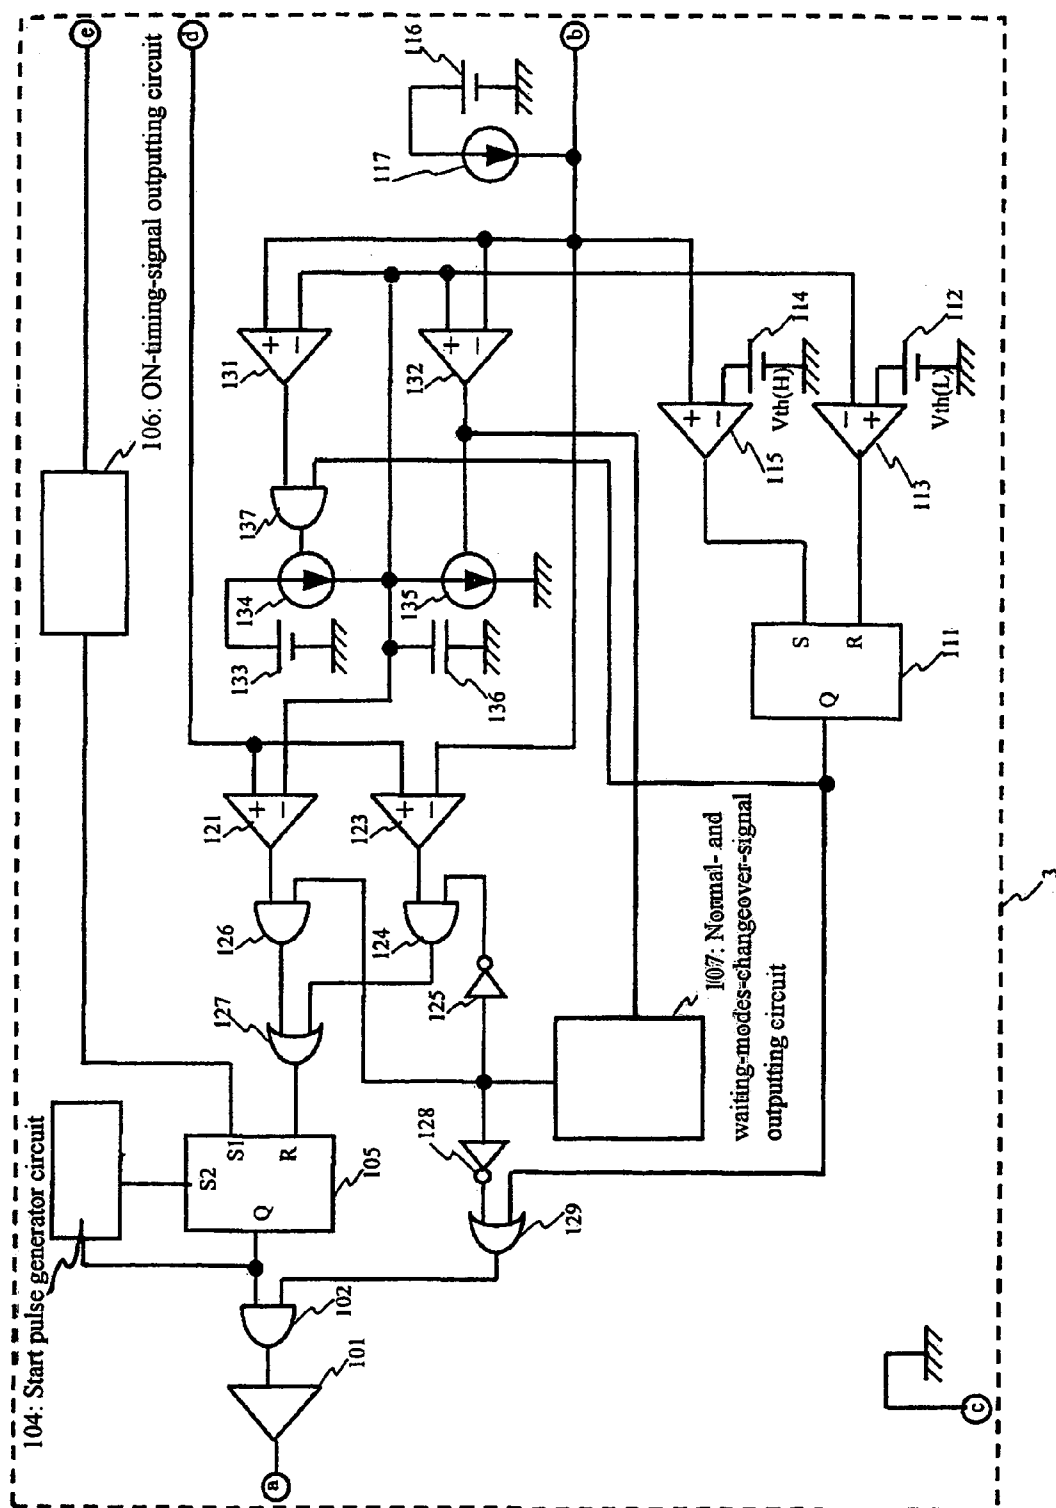 104: Start pulse generator circuit
106: ON-timing-signal outputting circuit
e
d
b
a
c
116
117
131
+
−
132
+
−
137
134
135
133
136
114
Vth(H)
112
Vth(L)
+
−
115
−
+
113
S
R
Q
111
121
+
−
123
+
−
126
124
125
127
107: Normal- and
waiting-modes-changeover-signal
outputting circuit
128
129
S2
S1
R
Q
105
102
101
3